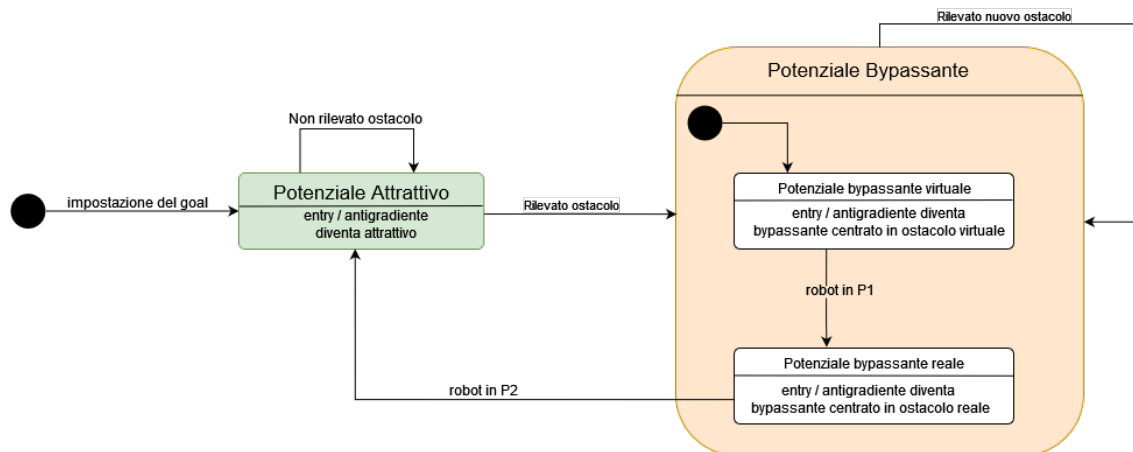 Rilevato nuovo ostacolo
Potenziale Bypassante
Non rilevato ostacolo
impostazione del goal
Potenziale Attrattivo
entry / antigradiente
diventa attrattivo
Rilevato ostacolo
Potenziale bypassante virtuale
entry / antigradiente diventa
bypassante centrato in ostacolo virtuale
robot in P1
Potenziale bypassante reale
entry / antigradiente diventa
bypassante centrato in ostacolo reale
robot in P2